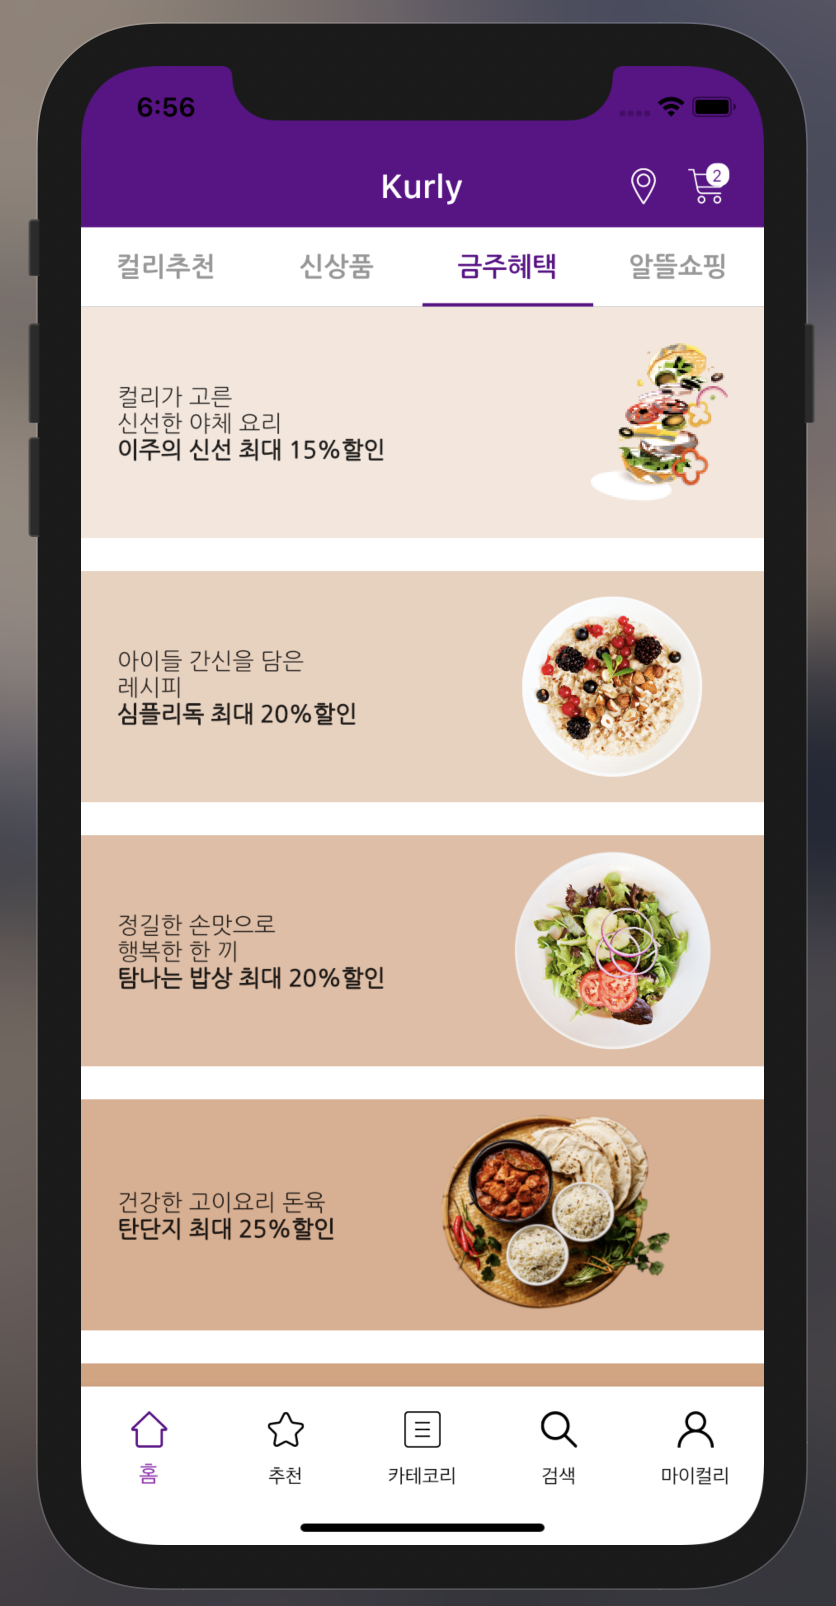 6:56
Kurly
2
컬리추천 신상품 금주혜택 알뜰쇼핑
컬리가 고른
신선한 야체 요리
이주의 신선 최대 15%할인
아이들 간신을 담은
레시피
심플리독 최대 20%할인
정길한 손맛으로
행복한 한 끼
탐나는 밥상 최대 20%할인
건강한 고이요리 돈육
탄단지 최대 25%할인
홈 추천 카테코리 검색 마이컬리